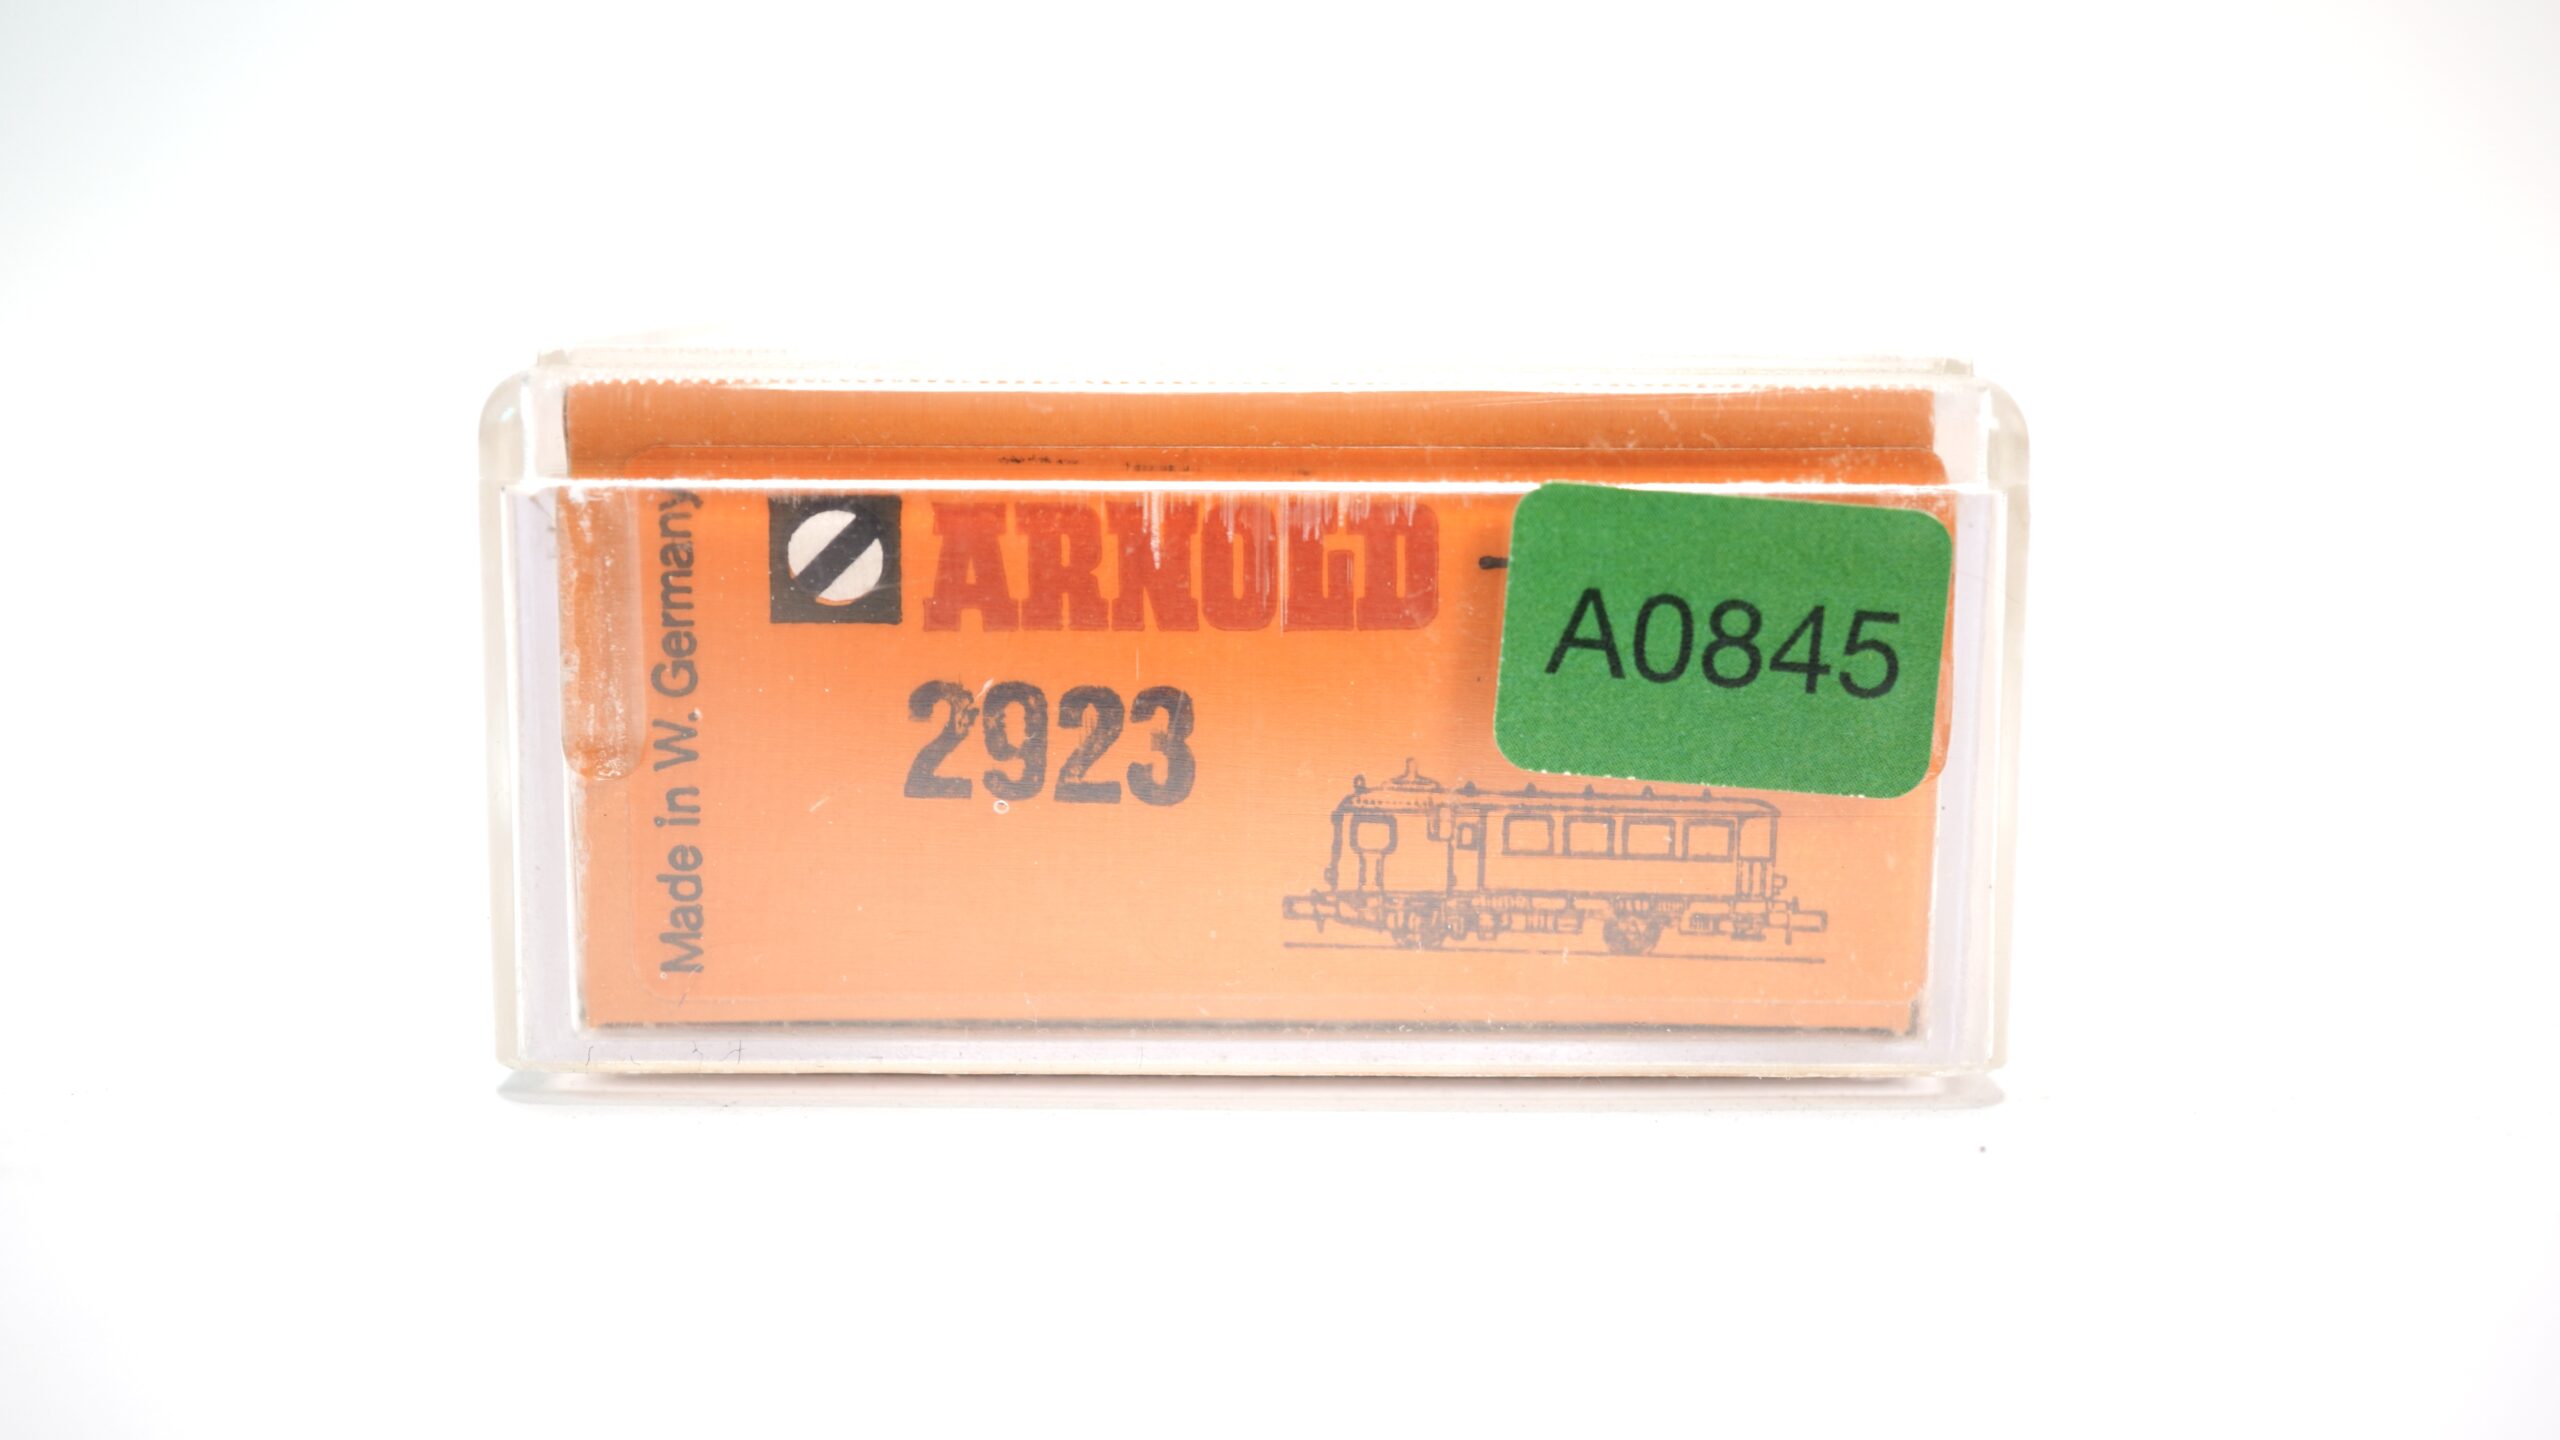 Made in W. Germany
ARNOLD
2923
A0845